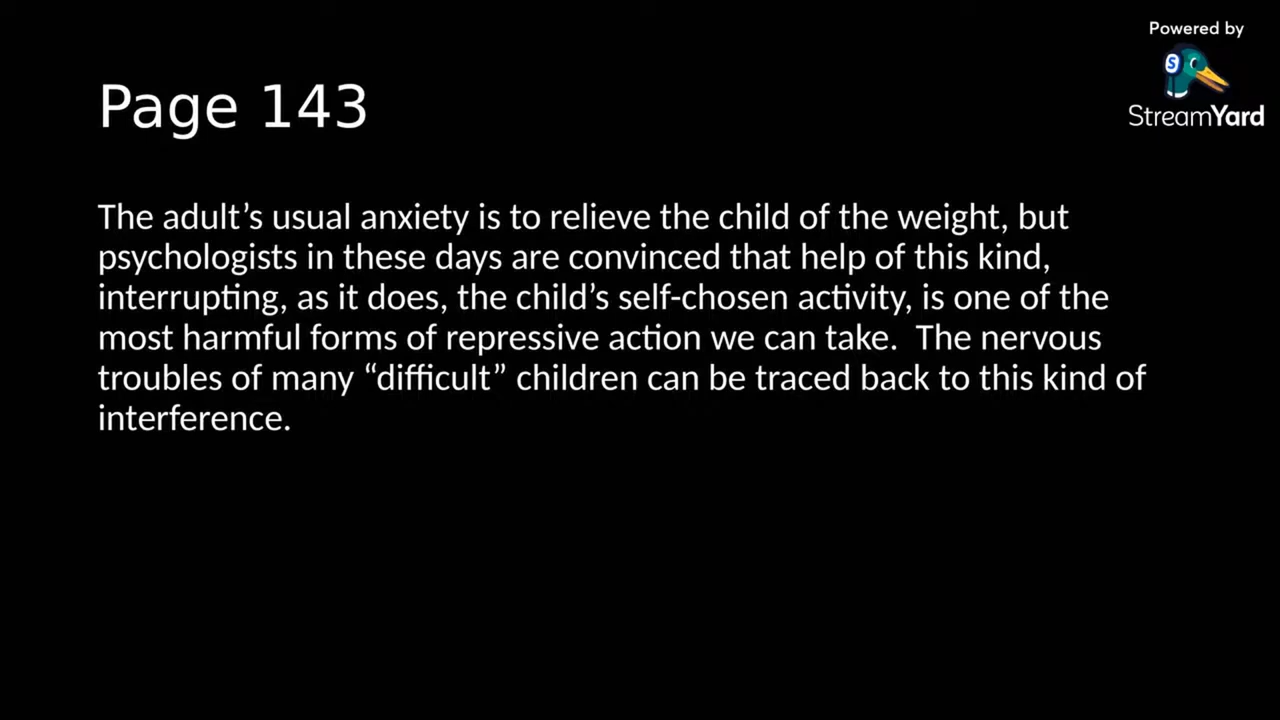 Powered by
S
StreamYard
Page 143
The adult’s usual anxiety is to relieve the child of the weight, but
psychologists in these days are convinced that help of this kind,
interrupting, as it does, the child’s self-chosen activity, is one of the
most harmful forms of repressive action we can take.  The nervous
troubles of many “difficult” children can be traced back to this kind of
interference.